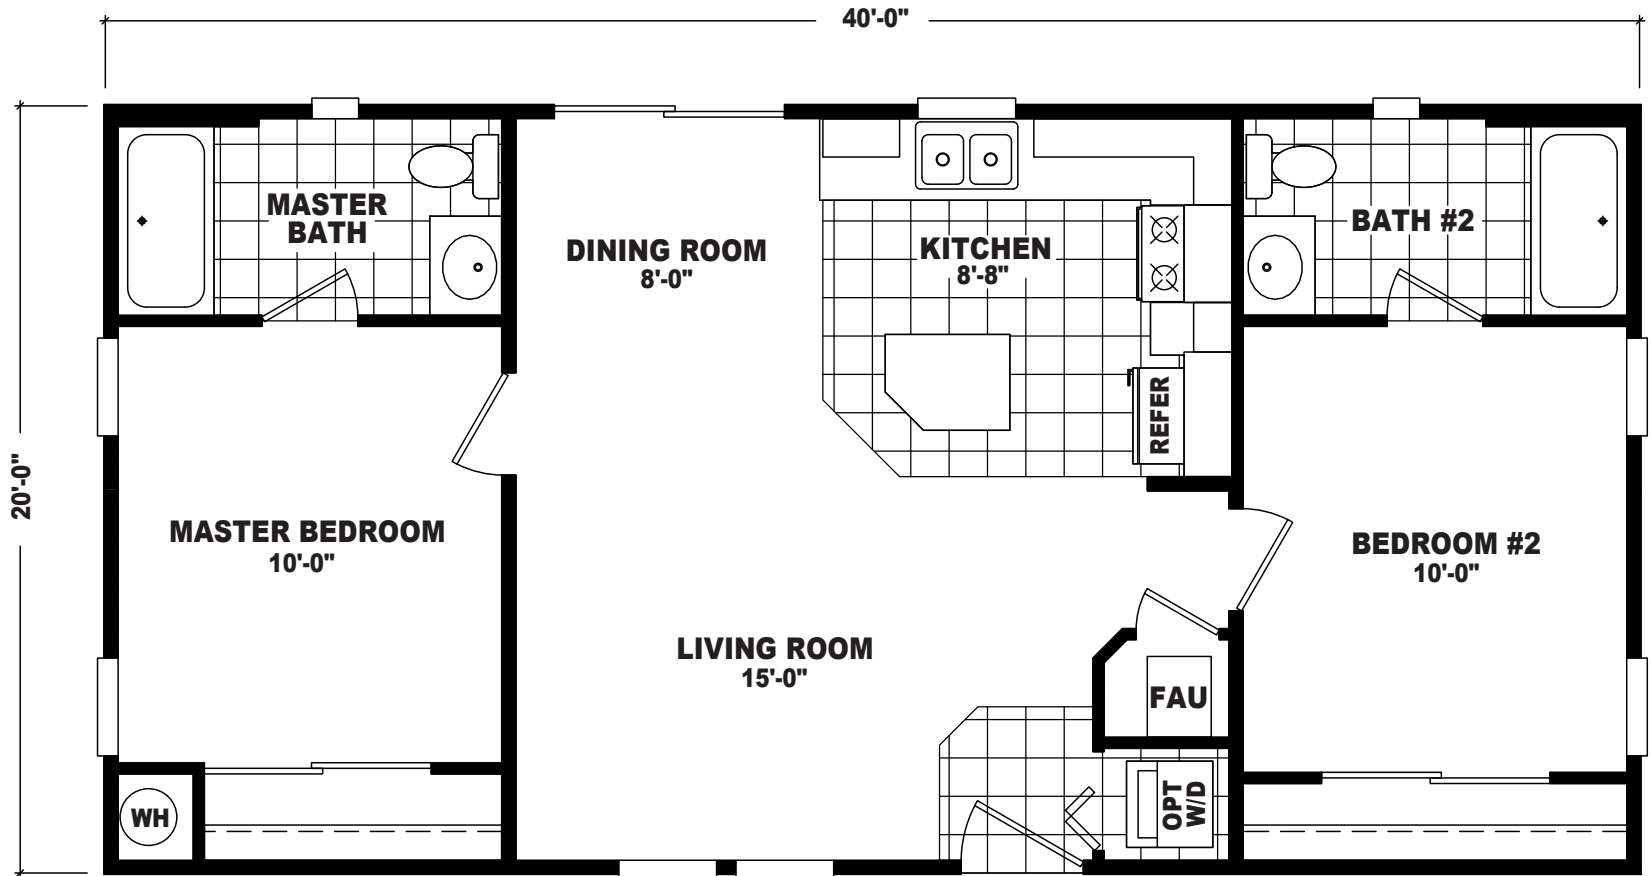 40'-0"
20'-0"
MASTER
BATH
DINING ROOM
8'-0"
KITCHEN
8'-8"
BATH #2
REFER
MASTER BEDROOM
10'-0"
BEDROOM #2
10'-0"
LIVING ROOM
15'-0"
FAU
WH
OPT
W/D